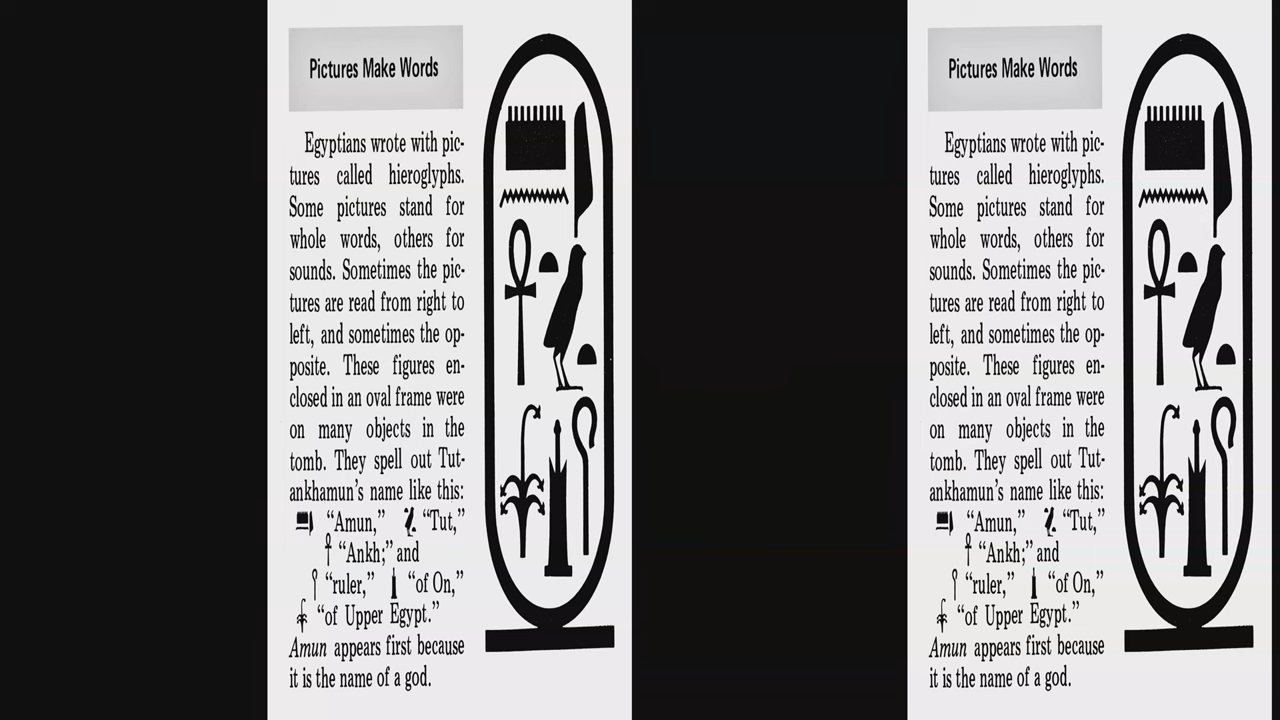 Pictures Make Words
Egyptians wrote with pic-
tures called hieroglyphs.
Some pictures stand for
whole words, others for
sounds. Sometimes the pic-
tures are read from right to
left, and sometimes the op-
posite. These figures en-
closed in an oval frame were
on many objects in the
tomb. They spell out Tut-
ankhamun's name like this:
“Amun,” “Tut,”
“Ankh;” and
“ruler,” “of On,”
“of Upper Egypt.”
Amun appears first because
it is the name of a god.
Pictures Make Words
Egyptians wrote with pic-
tures called hieroglyphs.
Some pictures stand for
whole words, others for
sounds. Sometimes the pic-
tures are read from right to
left, and sometimes the op-
posite. These figures en-
closed in an oval frame were
on many objects in the
tomb. They spell out Tut-
ankhamun's name like this:
“Amun,” “Tut,”
“Ankh;” and
“ruler,” “of On,”
“of Upper Egypt.”
Amun appears first because
it is the name of a god.